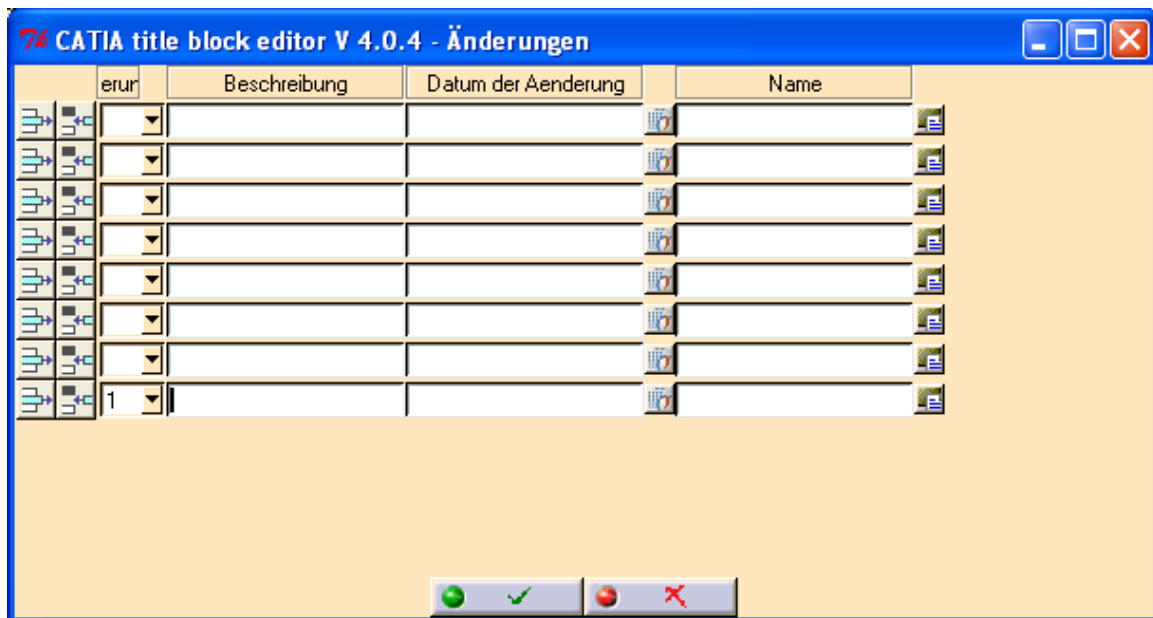 CATIA title block editor V 4.0.4 - Änderungen
erur Beschreibung Datum der Aenderung Name
1